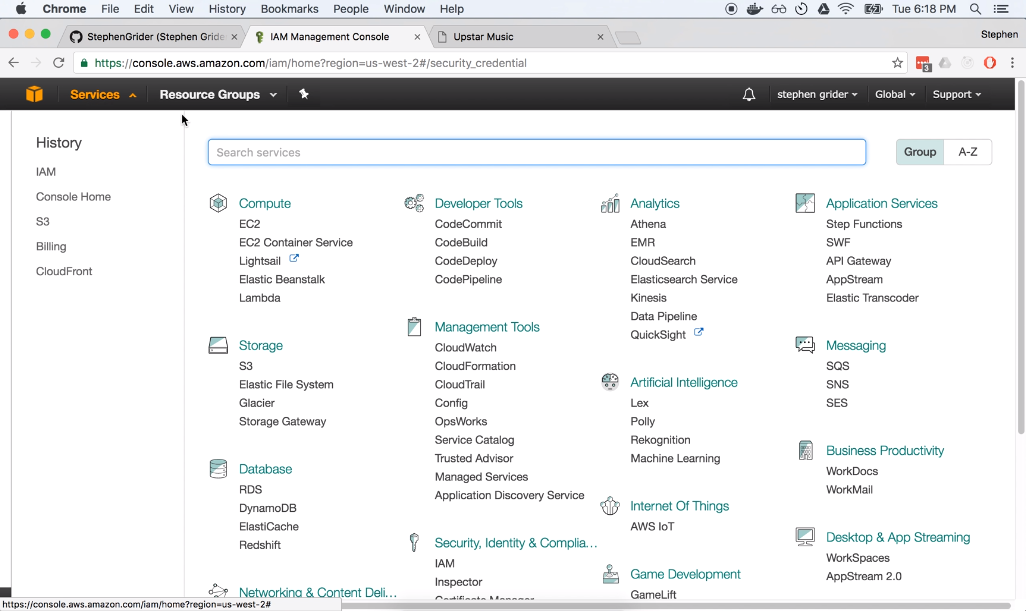 Chrome File Edit View History Bookmarks People Window Help Tue 6:18 PM
StephenGrider (Stephen Gride
IAM Management Console
Upstar Music
Stephen
https://console.aws.amazon.com/iam/home?region=us-west-2#/security_credential
3
Services Resource Groups stephen grider Global Support
History
IAM
Console Home
S3
Billing
CloudFront
Search services
Group A-Z
Compute
EC2
EC2 Container Service
Lightsail
Elastic Beanstalk
Lambda
Storage
S3
Elastic File System
Glacier
Storage Gateway
Database
RDS
DynamoDB
ElastiCache
Redshift
Networking & Content Deli...
Developer Tools
CodeCommit
CodeBuild
CodeDeploy
CodePipeline
Management Tools
CloudWatch
CloudFormation
CloudTrail
Config
OpsWorks
Service Catalog
Trusted Advisor
Managed Services
Application Discovery Service
Security, Identity & Complia...
IAM
Inspector
Certificate Manager
Analytics
Athena
EMR
CloudSearch
Elasticsearch Service
Kinesis
Data Pipeline
QuickSight
Artificial Intelligence
Lex
Polly
Rekognition
Machine Learning
Internet Of Things
AWS IoT
Game Development
GameLift
Application Services
Step Functions
SWF
API Gateway
AppStream
Elastic Transcoder
Messaging
SQS
SNS
SES
Business Productivity
WorkDocs
WorkMail
Desktop & App Streaming
WorkSpaces
AppStream 2.0
https://console.aws.amazon.com/iam/home?region=us-west-2#